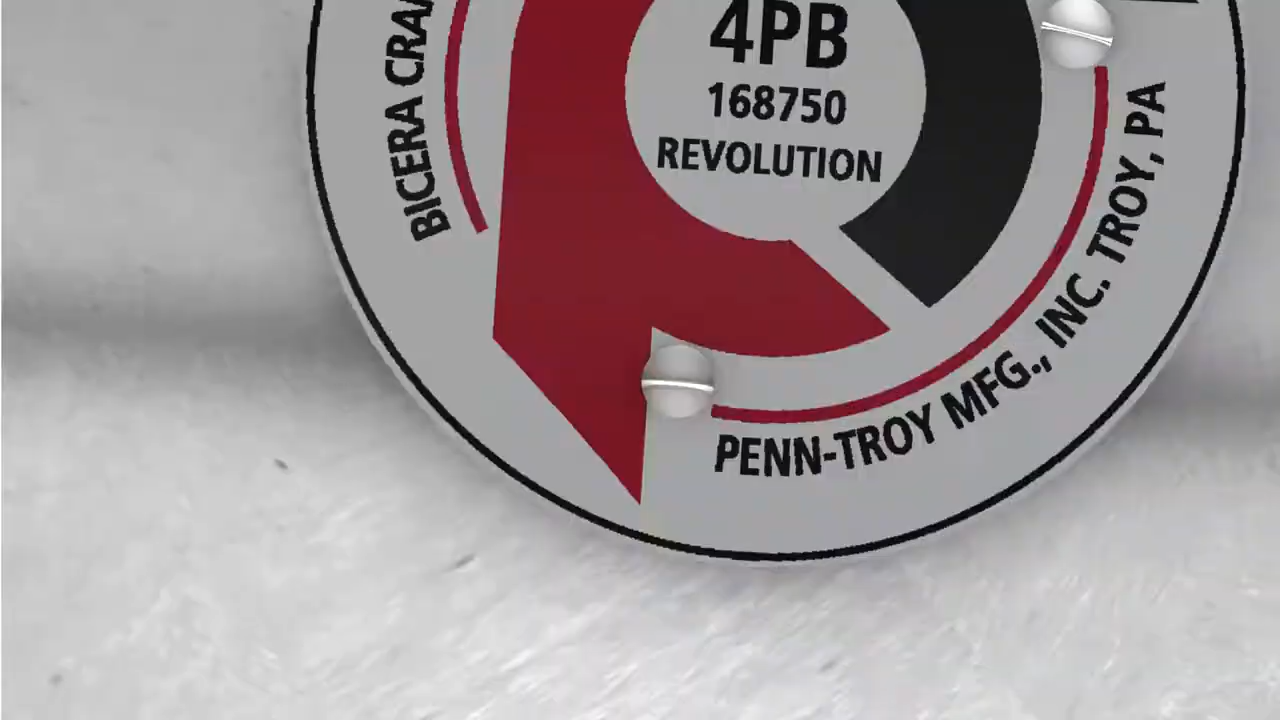 4PB
168750
REVOLUTION
BICERA
PENN-TROY MFG., INC. TROY, PA